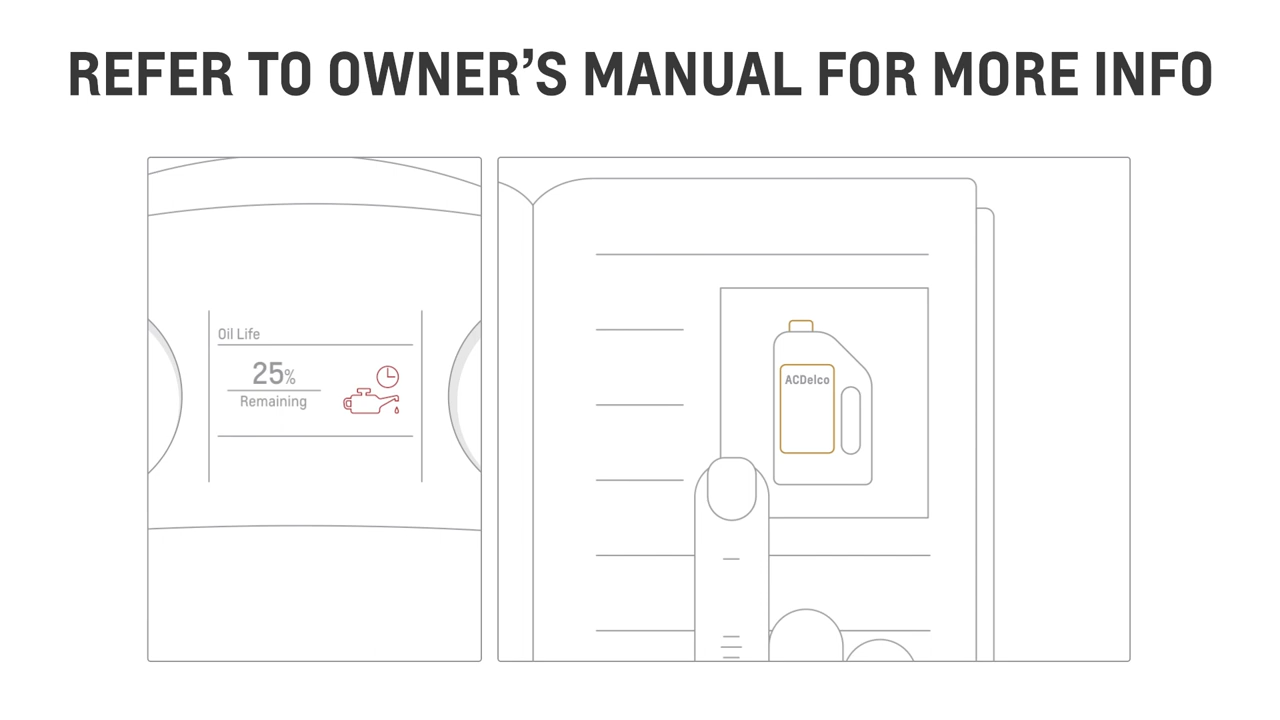 REFER TO OWNER’S MANUAL FOR MORE INFO
Oil Life
25%
Remaining
ACDelco